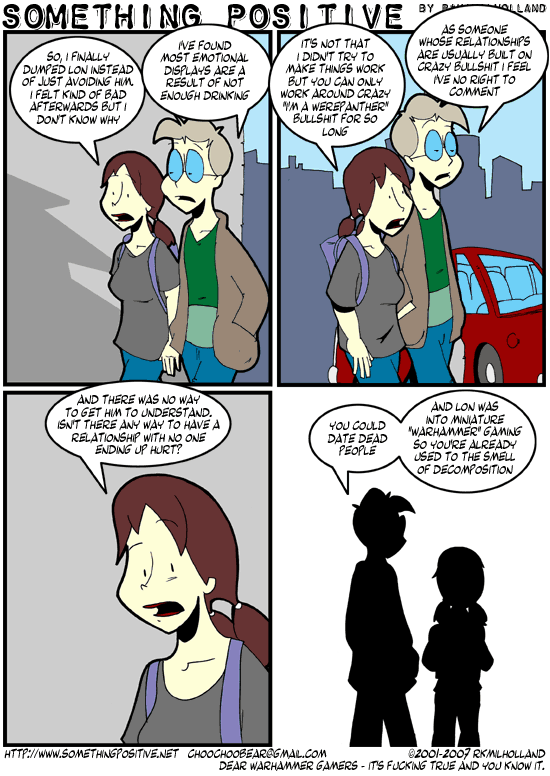 SOMETHING POSITIVE
SO, I FINALLY
DUMPED LON INSTEAD
OF JUST AVOIDING HIM.
I FELT KIND OF BAD
AFTERWARDS BUT I
DON'T KNOW WHY
I'VE FOUND
MOST EMOTIONAL
DISPLAYS ARE A
RESULT OF NOT
ENOUGH DRINKING
IT'S NOT THAT
I DIDN'T TRY TO
MAKE THINGS WORK
BUT YOU CAN ONLY
WORK AROUND CRAZY
"I'M A WEREPANTHER"
BULLSHIT FOR SO
LONG
AS SOMEONE
WHOSE RELATIONSHIPS
ARE USUALLY BUILT ON
CRAZY BULLSHIT I FEEL
I'VE NO RIGHT TO
COMMENT
AND THERE WAS NO WAY
TO GET HIM TO UNDERSTAND.
ISN'T THERE ANY WAY TO HAVE A
RELATIONSHIP WITH NO ONE
ENDING UP HURT?
YOU COULD
DATE DEAD
PEOPLE
AND LON WAS
INTO MINIATURE
"WARHAMMER" GAMING
SO YOU'RE ALREADY
USED TO THE SMELL
OF DECOMPOSITION
HTTP://WWW.SOMETHINGPOSITIVE.NET CHOOCHOOBEAR@GMAIL.COM ©2001-2007 RKMILHOLLAND
DEAR WARHAMMER GAMERS - IT'S FUCKING TRUE AND YOU KNOW IT.